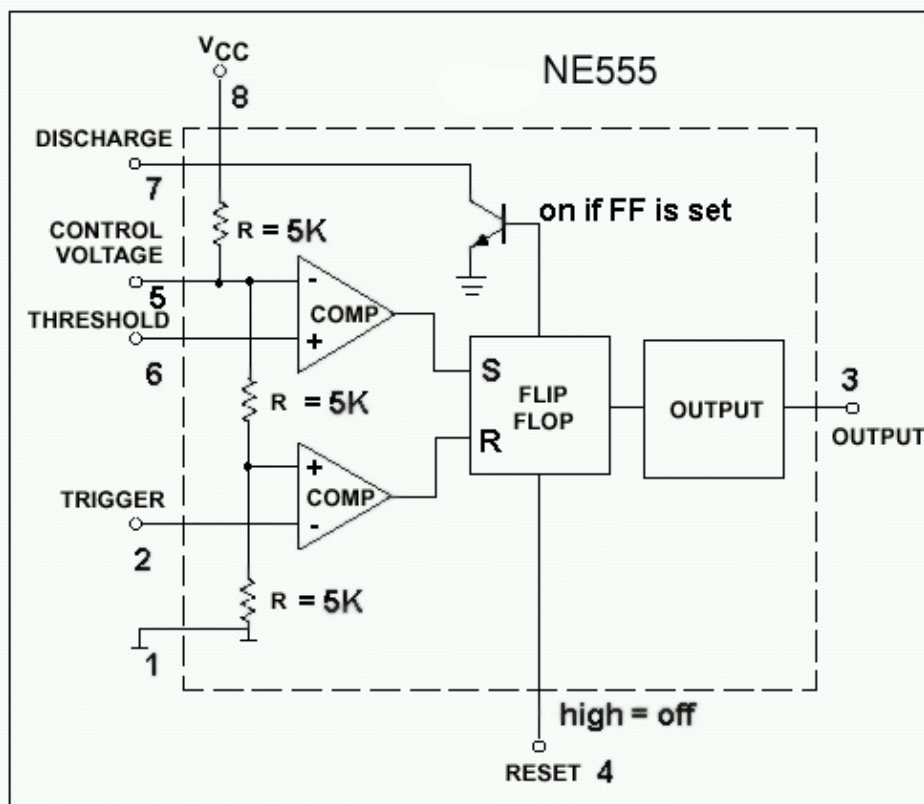 VCC
NE555
8
DISCHARGE
7
on if FF is set
CONTROL
VOLTAGE
R = 5K
5
-
COMP
+
THRESHOLD
6
S
R = 5K
FLIP
FLOP
R
OUTPUT
3
OUTPUT
+
COMP
-
TRIGGER
2
R = 5K
1
high = off
RESET 4